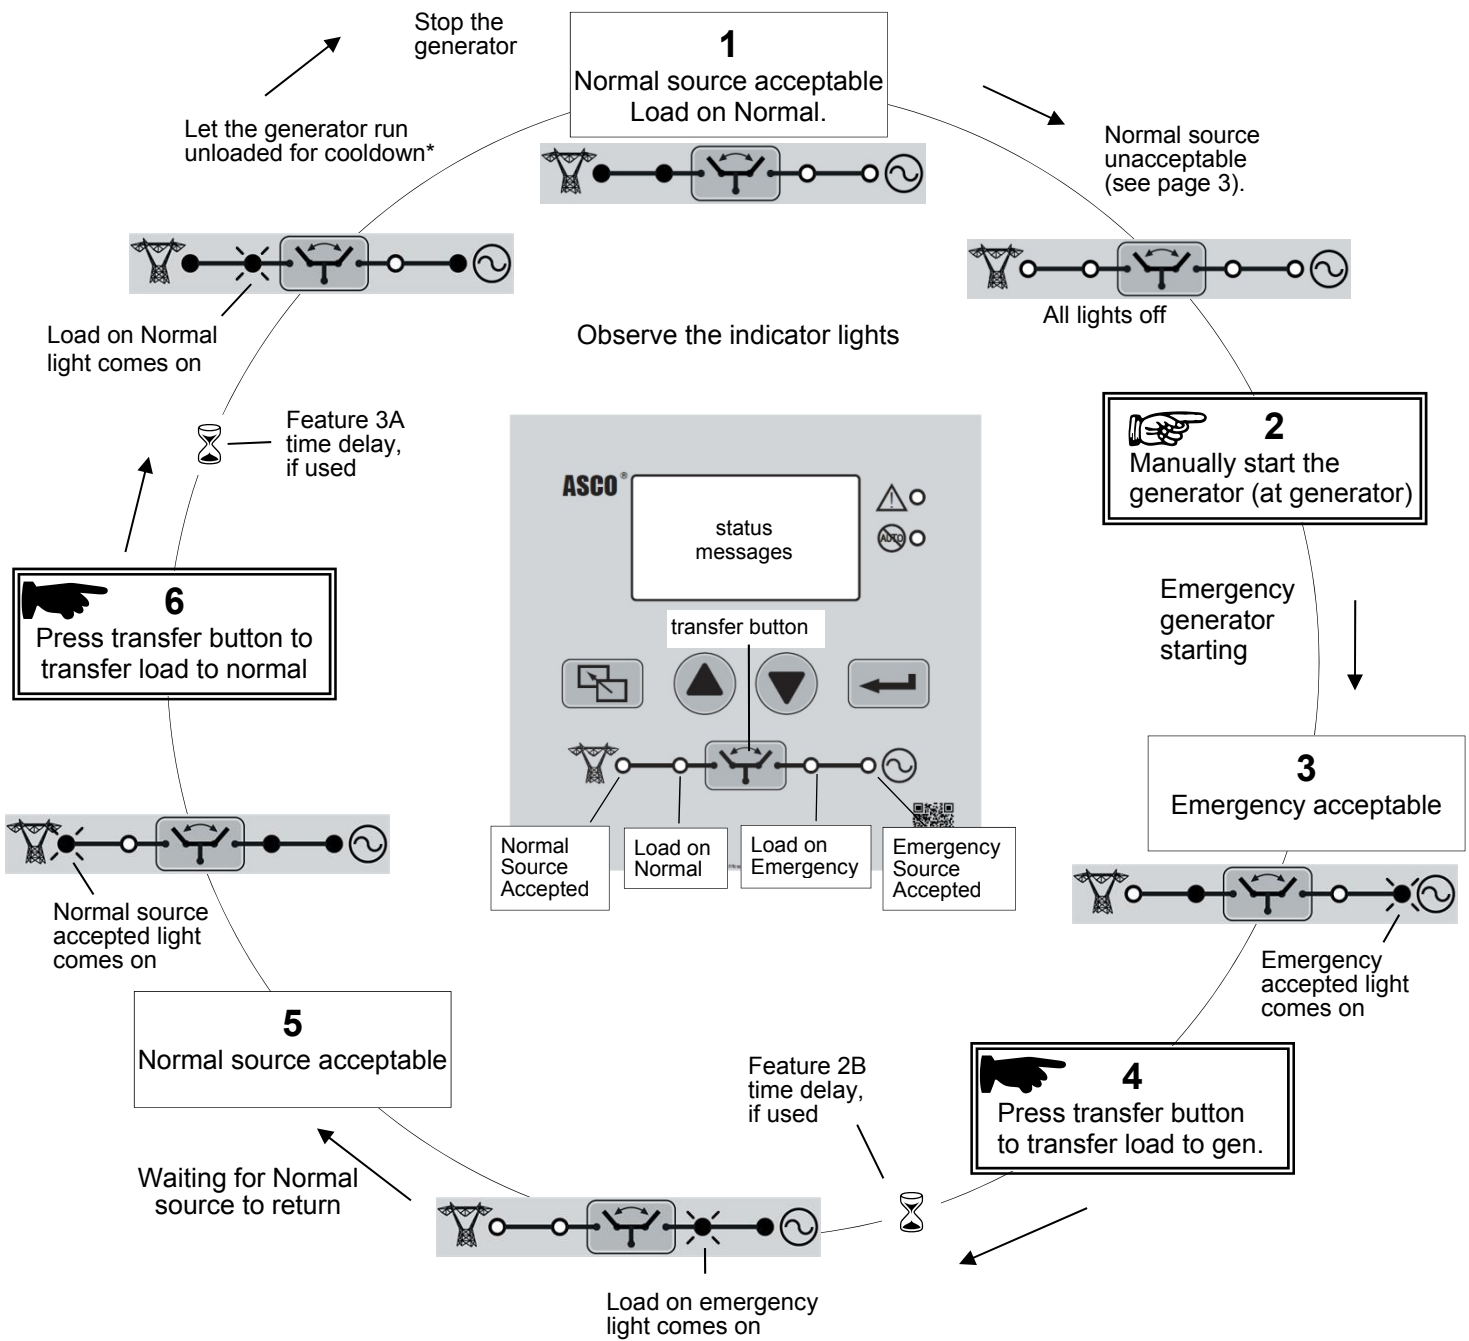 Stop the
generator
1
Normal source acceptable
Load on Normal.
Let the generator run
unloaded for cooldown*
Normal source
unacceptable
(see page 3).
All lights off
Load on Normal
light comes on
Observe the indicator lights
2
Manually start the
generator (at generator)
Feature 3A
time delay,
if used
ASCO®
status
messages
AUTO
transfer button
Emergency
generator
starting
6
Press transfer button to
transfer load to normal
3
Emergency acceptable
Normal
Source
Accepted
Load on
Normal
Load on
Emergency
Emergency
Source
Accepted
Normal source
accepted light
comes on
Emergency
accepted light
comes on
5
Normal source acceptable
4
Press transfer button
to transfer load to gen.
Feature 2B
time delay,
if used
Waiting for Normal
source to return
Load on emergency
light comes on